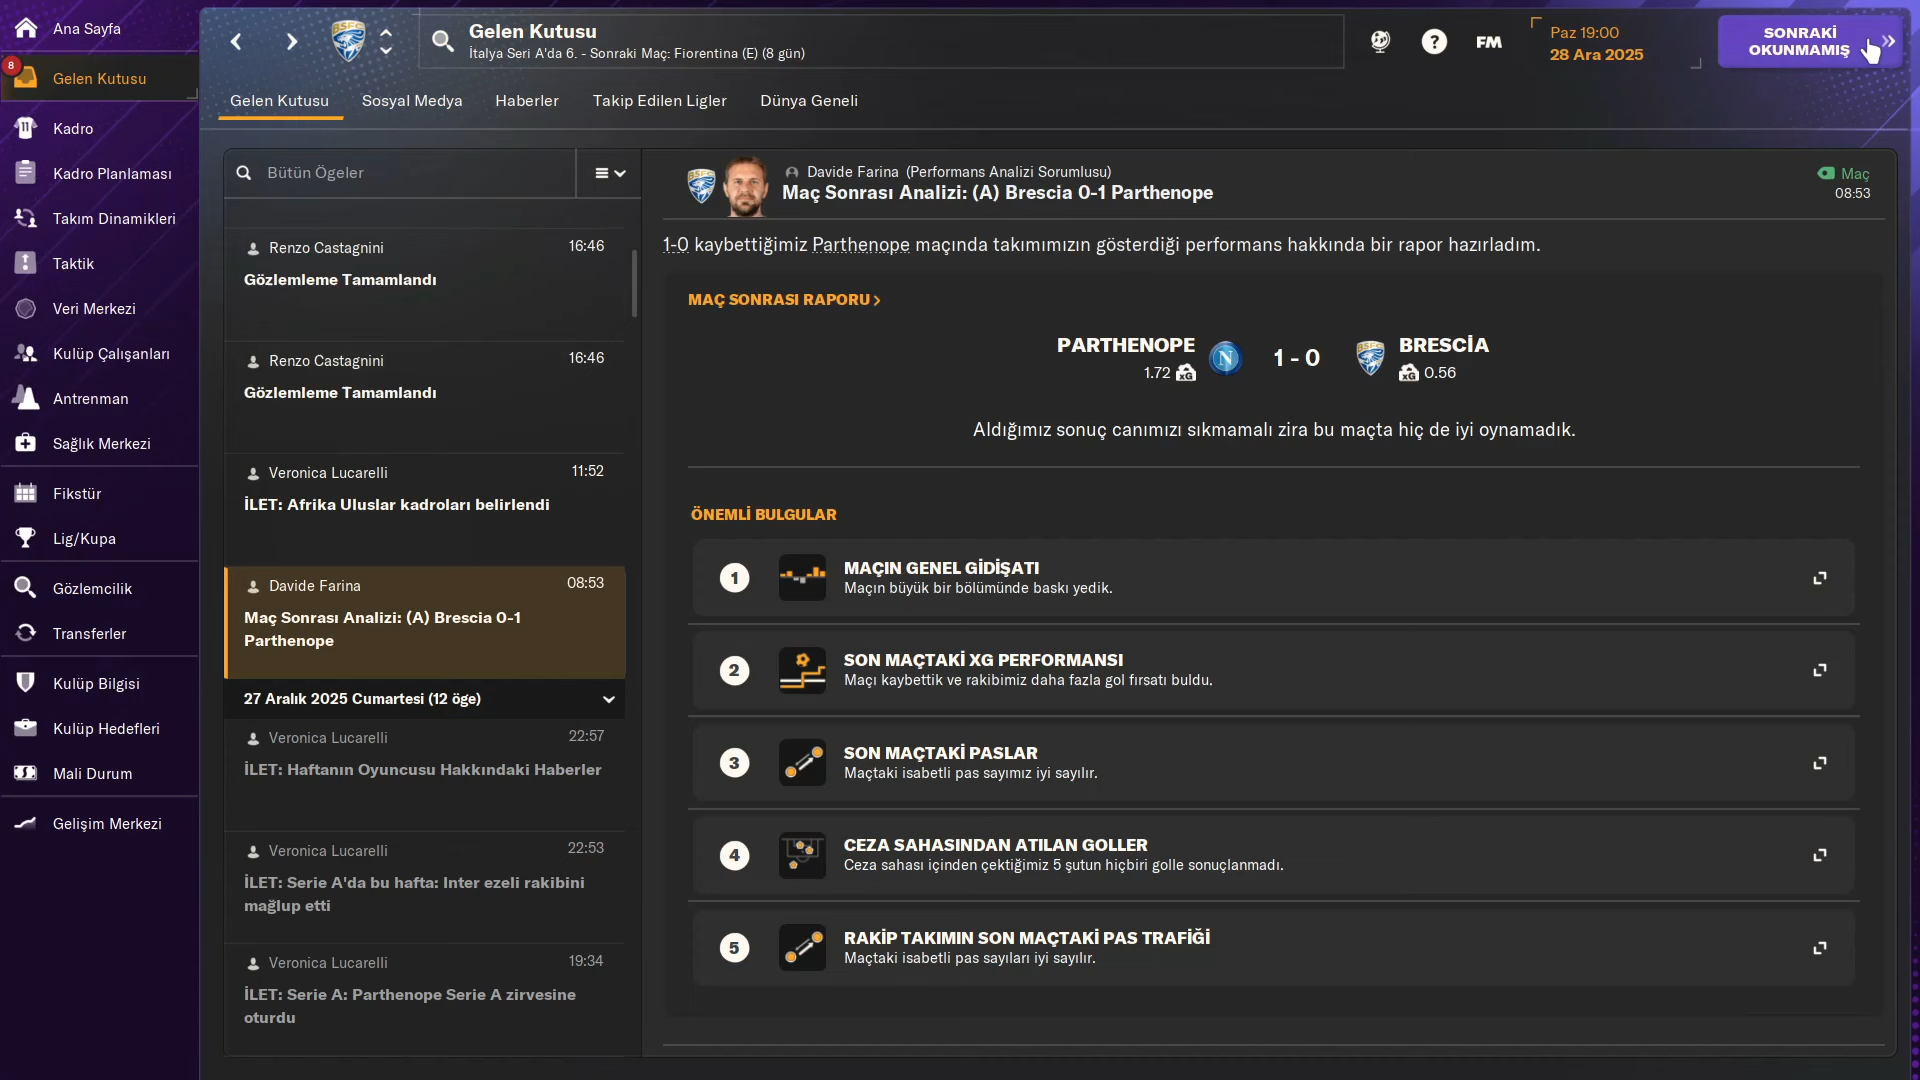 Ana Sayfa
8
Gelen Kutusu
Kadro
Kadro Planlaması
Takım Dinamikleri
Taktik
Veri Merkezi
Kulüp Çalışanları
Antrenman
Sağlık Merkezi
Fikstür
Lig/Kupa
Gözlemcilik
Transferler
Kulüp Bilgisi
Kulüp Hedefleri
Mali Durum
Gelişim Merkezi
BSFC
Gelen Kutusu
İtalya Seri A'da 6. - Sonraki Maç: Fiorentina (E) (8 gün)
?
FM
Paz 19:00
28 Ara 2025
SONRAKİ
OKUNMAMIŞ
Gelen Kutusu Sosyal Medya Haberler Takip Edilen Ligler Dünya Geneli
Bütün Ögeler
Renzo Castagnini 16:46
Gözlemleme Tamamlandı
Renzo Castagnini 16:46
Gözlemleme Tamamlandı
Veronica Lucarelli 11:52
İLET: Afrika Uluslar kadroları belirlendi
Davide Farina 08:53
Maç Sonrası Analizi: (A) Brescia 0-1
Parthenope
27 Aralık 2025 Cumartesi (12 öge)
Veronica Lucarelli 22:57
İLET: Haftanın Oyuncusu Hakkındaki Haberler
Veronica Lucarelli 22:53
İLET: Serie A'da bu hafta: Inter ezeli rakibini
mağlup etti
Veronica Lucarelli 19:34
İLET: Serie A: Parthenope Serie A zirvesine
oturdu
BSFC
Davide Farina (Performans Analizi Sorumlusu)
Maç Sonrası Analizi: (A) Brescia 0-1 Parthenope
Maç
08:53
1-0 kaybettiğimiz Parthenope maçında takımımızın gösterdiği performans hakkında bir rapor hazırladım.
MAÇ SONRASI RAPORU
PARTHENOPE N 1 - 0 BSFC BRESCİA
1.72 xG xG 0.56
Aldığımız sonuç canımızı sıkmamalı zira bu maçta hiç de iyi oynamadık.
ÖNEMLİ BULGULAR
1
MAÇIN GENEL GİDİŞATI
Maçın büyük bir bölümünde baskı yedik.
2
SON MAÇTAKİ XG PERFORMANSI
Maçı kaybettik ve rakibimiz daha fazla gol fırsatı buldu.
3
SON MAÇTAKİ PASLAR
Maçtaki isabetli pas sayımız iyi sayılır.
4
CEZA SAHASINDAN ATILAN GOLLER
Ceza sahası içinden çektiğimiz 5 şutun hiçbiri golle sonuçlanmadı.
5
RAKİP TAKIMIN SON MAÇTAKİ PAS TRAFİĞİ
Maçtaki isabetli pas sayıları iyi sayılır.